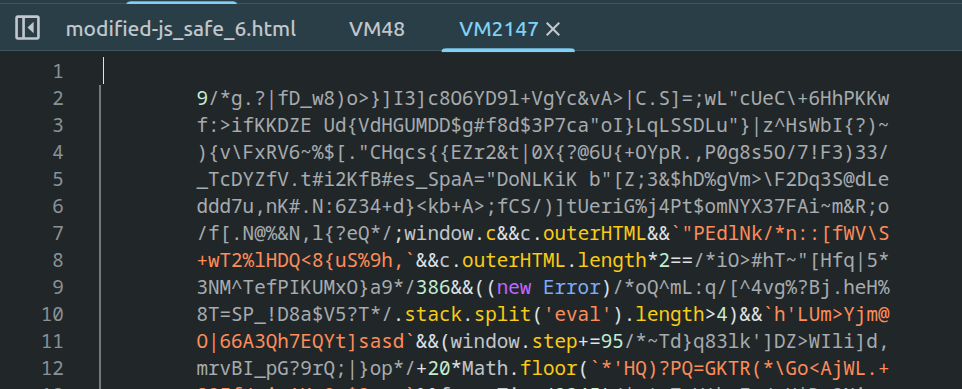 modified-js_safe_6.html VM48 VM2147
1
2 9/*g.?|fD_w8)o>}]I3]c8O6YD9l+VgYc&vA>|C.S]=;wL"cUeC\+6HhPKKw
3 f:>ifKKDZE Ud{VdHGUMDD$g#f8d$3P7ca"oI}LqLSSDLu"}|z^HsWbI{?)~
4 ){v\FxRV6~%$[."CHqcs{{EZr2&t|0X{?@6U{+OYpR.,P0g8s5O/7!F3)33/
5 _TcDYZfV.t#i2KfB#es_SpaA="DoNLKiK b"[Z;3&$hD%gVm>\F2Dq3S@dLe
6 ddd7u,nK#.N:6Z34+d}<kb+A>;fCS/)]tUeriG%j4Pt$omNYX37FAi~m&R;o
7 /f[.N@%&N,l{?eQ*/;window.c&&c.outerHTML&&`"PEdlNk/*n::[fWV\S
8 +wT2%lHDQ<8{uS%9h,`&&c.outerHTML.length*2==/*iO>#hT~"[Hfq|5*
9 3NM^TefPIKUMxO}a9*/386&&((new Error)/*oQ^mL:q/[^4vg%?Bj.heH%
10 8T=SP_!D8a$V5?T*/.stack.split('eval').length>4)&&`h'LUm>Yjm@
11 O|66A3Qh7EQYt]sasd`&&(window.step+=95/*~Td}q83lk']DZ>WIli]d,
12 mrvBI_pG?9rQ;|}op*/+20*Math.floor(`*'HQ)?PQ=GKTR(*\Go<AjWL.+